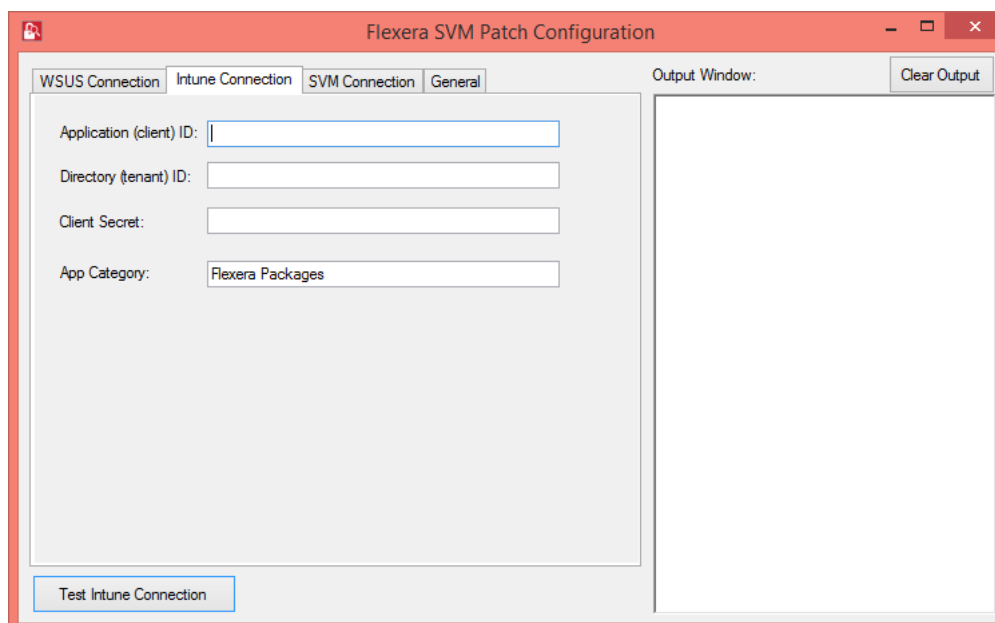 Flexera SVM Patch Configuration
WSUS Connection Intune Connection SVM Connection General
Output Window:
Clear Output
Application (client) ID:
Directory (tenant) ID:
Client Secret:
App Category: Flexera Packages
Test Intune Connection